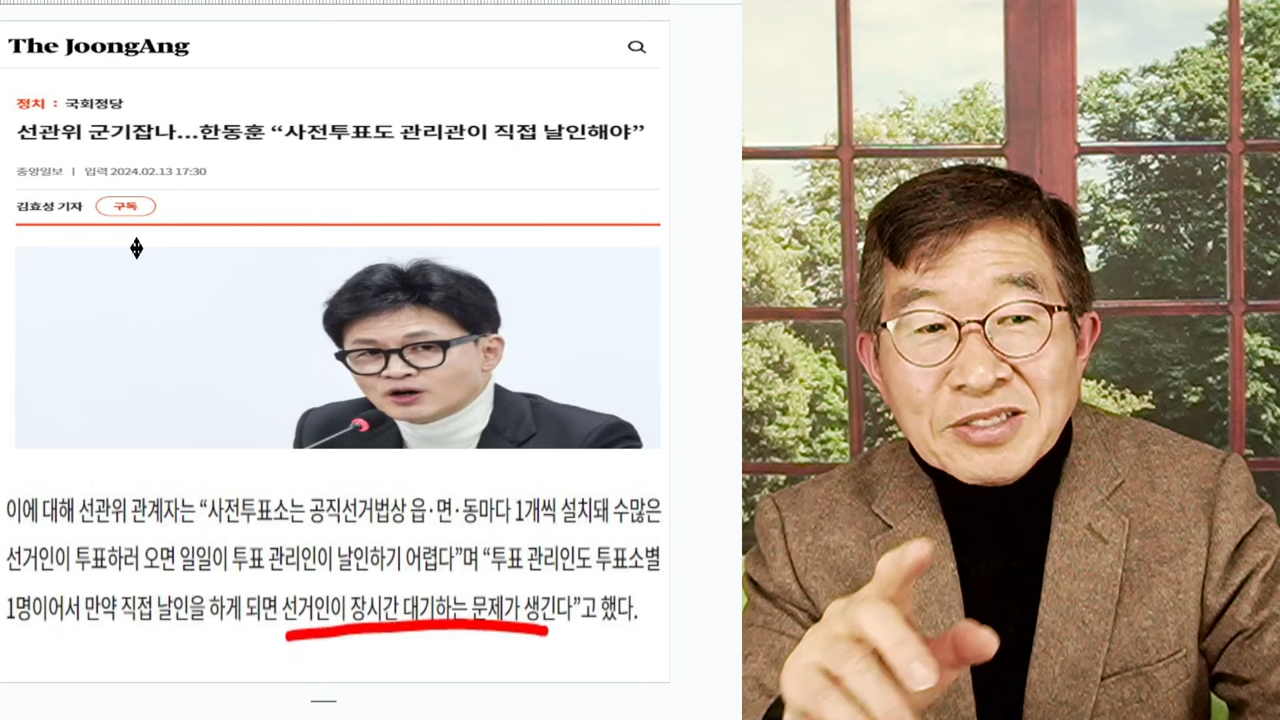 The JoongAng
정치 : 국회정당
선관위 군기잡나...한동훈 “사전투표도 관리관이 직접 날인해야”
중앙일보 | 입력 2024.02.13 17:30
김효성 기자 구독
이에 대해 선관위 관계자는 “사전투표소는 공직선거법상 읍·면·동마다 1개씩 설치돼 수많은
선거인이 투표하러 오면 일일이 투표 관리인이 날인하기 어렵다”며 “투표 관리인도 투표소별
1명이어서 만약 직접 날인을 하게 되면 선거인이 장시간 대기하는 문제가 생긴다”고 했다.